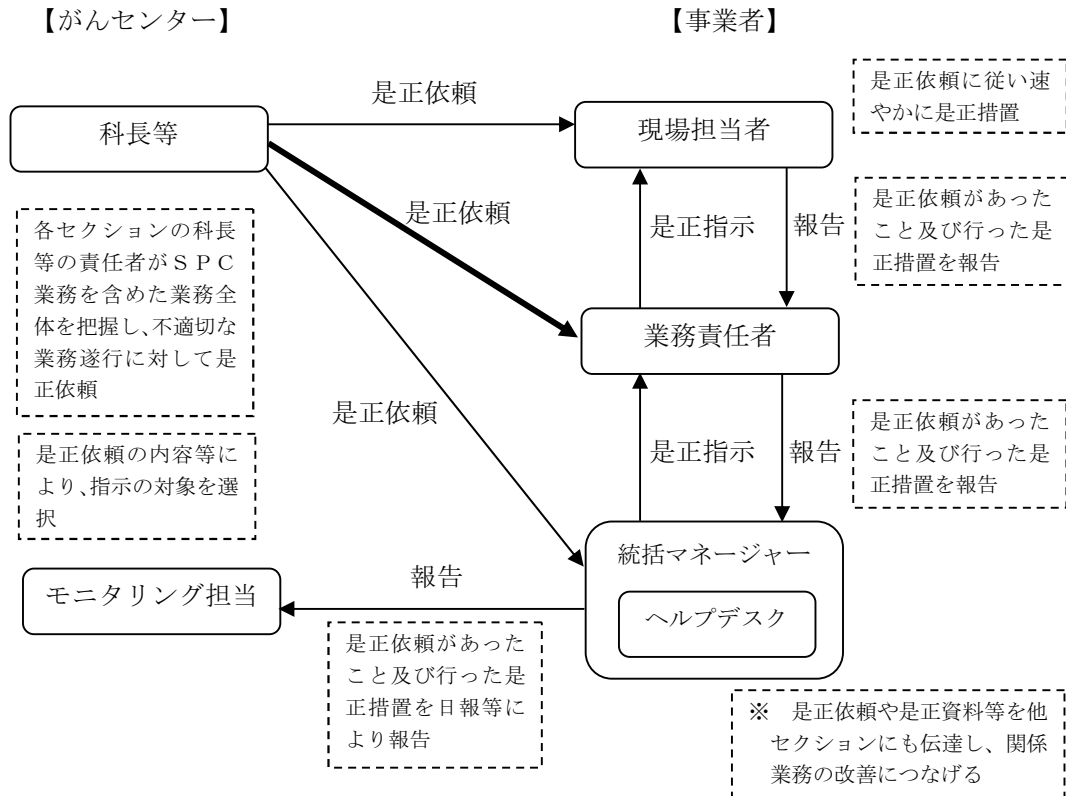 【がんセンター】
【事業者】
是正依頼
科長等
現場担当者
是正依頼に従い速
やかに是正措置
是正依頼
是正指示
報告
是正依頼があった
こと及び行った是
正措置を報告
各セクションの科長
等の責任者がＳＰＣ
業務を含めた業務全
体を把握し、不適切な
業務遂行に対して是
正依頼
業務責任者
是正依頼
是正指示
報告
是正依頼があった
こと及び行った是
正措置を報告
是正依頼の内容等に
より、指示の対象を選
択
統括マネージャー
ヘルプデスク
モニタリング担当
報告
是正依頼があった
こと及び行った是
正措置を日報等に
より報告
※　是正依頼や是正資料等を他
セクションにも伝達し、関係
業務の改善につなげる